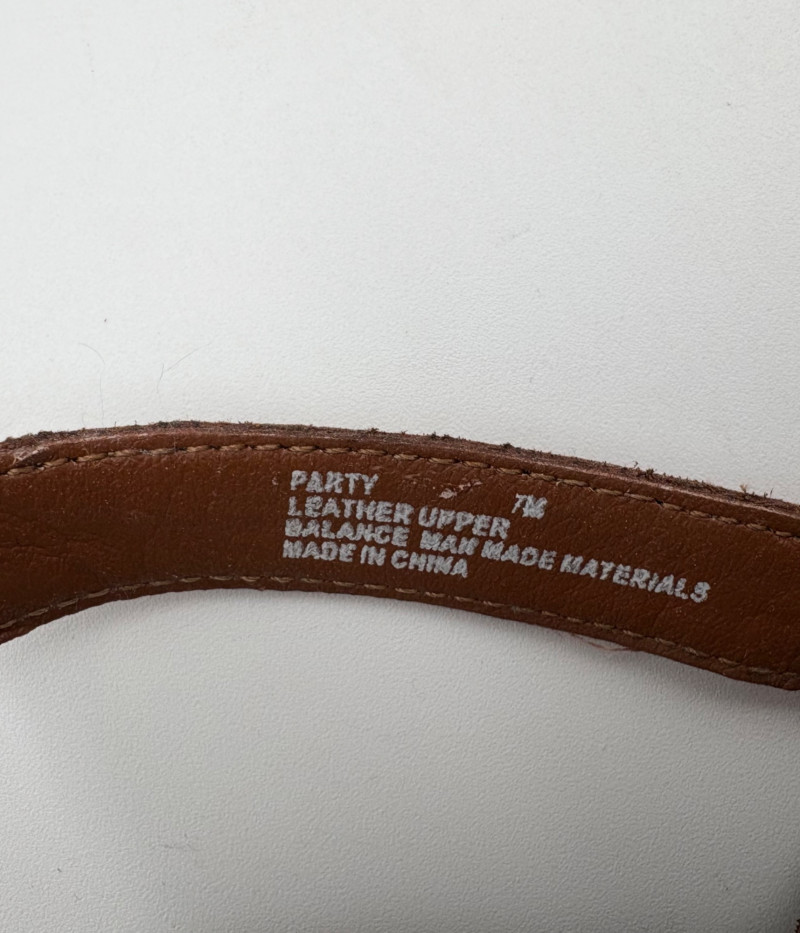 PARTY 7M
LEATHER UPPER
BALANCE MAN MADE MATERIALS
MADE IN CHINA